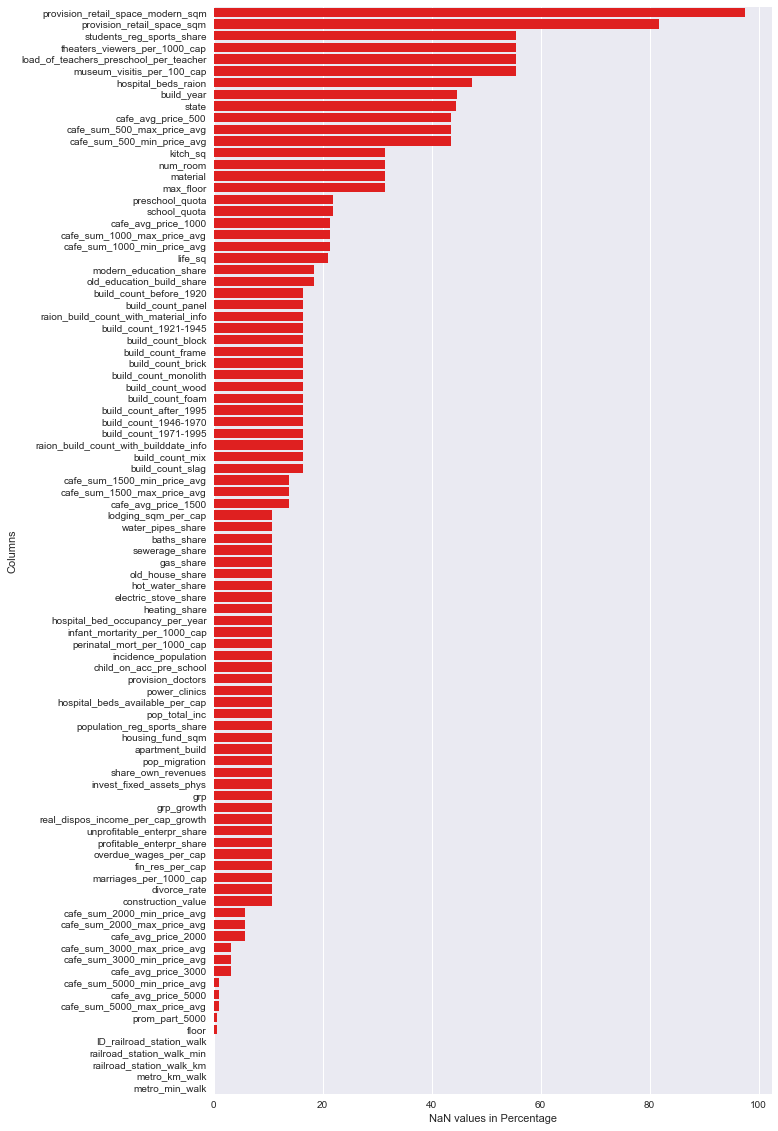 provision_retail_space_modern_sqm
provision_retail_space_sqm
students_reg_sports_share
theaters_viewers_per_1000_cap
load_of_teachers_preschool_per_teacher
museum_visitis_per_100_cap
hospital_beds_raion
build_year
state
cafe_avg_price_500
cafe_sum_500_max_price_avg
cafe_sum_500_min_price_avg
kitch_sq
num_room
material
max_floor
preschool_quota
school_quota
cafe_avg_price_1000
cafe_sum_1000_max_price_avg
cafe_sum_1000_min_price_avg
life_sq
modern_education_share
old_education_build_share
build_count_before_1920
build_count_panel
raion_build_count_with_material_info
build_count_1921-1945
build_count_block
build_count_frame
build_count_brick
build_count_monolith
build_count_wood
build_count_foam
build_count_after_1995
build_count_1946-1970
build_count_1971-1995
raion_build_count_with_builddate_info
build_count_mix
build_count_slag
cafe_sum_1500_min_price_avg
cafe_sum_1500_max_price_avg
cafe_avg_price_1500
lodging_sqm_per_cap
water_pipes_share
baths_share
sewerage_share
gas_share
old_house_share
hot_water_share
electric_stove_share
heating_share
hospital_bed_occupancy_per_year
infant_mortarity_per_1000_cap
perinatal_mort_per_1000_cap
incidence_population
child_on_acc_pre_school
provision_doctors
power_clinics
hospital_beds_available_per_cap
pop_total_inc
population_reg_sports_share
housing_fund_sqm
apartment_build
pop_migration
share_own_revenues
invest_fixed_assets_phys
grp
grp_growth
real_dispos_income_per_cap_growth
unprofitable_enterpr_share
profitable_enterpr_share
overdue_wages_per_cap
fin_res_per_cap
marriages_per_1000_cap
divorce_rate
construction_value
cafe_sum_2000_min_price_avg
cafe_sum_2000_max_price_avg
cafe_avg_price_2000
cafe_sum_3000_max_price_avg
cafe_sum_3000_min_price_avg
cafe_avg_price_3000
cafe_sum_5000_min_price_avg
cafe_avg_price_5000
cafe_sum_5000_max_price_avg
prom_part_5000
floor
ID_railroad_station_walk
railroad_station_walk_min
railroad_station_walk_km
metro_km_walk
metro_min_walk
Columns
0 20 40 60 80 100
NaN values in Percentage